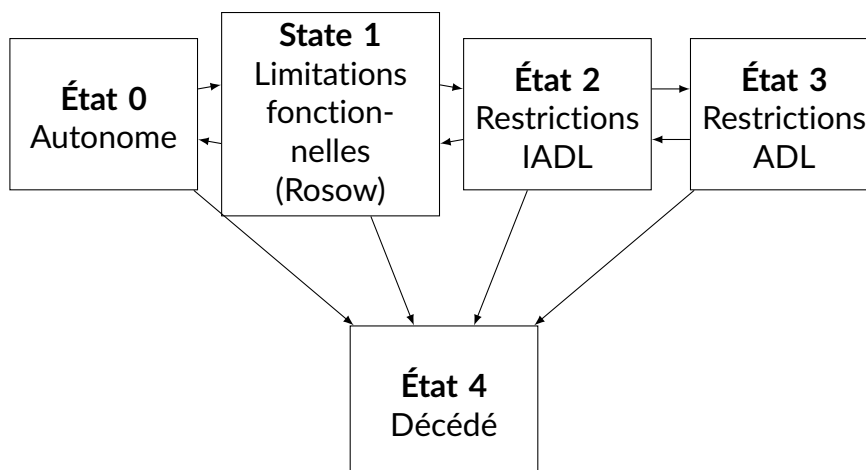 État 0
Autonome
State 1
Limitations
fonction-
nelles
(Rosow)
État 2
Restrictions
IADL
État 3
Restrictions
ADL
État 4
Décédé